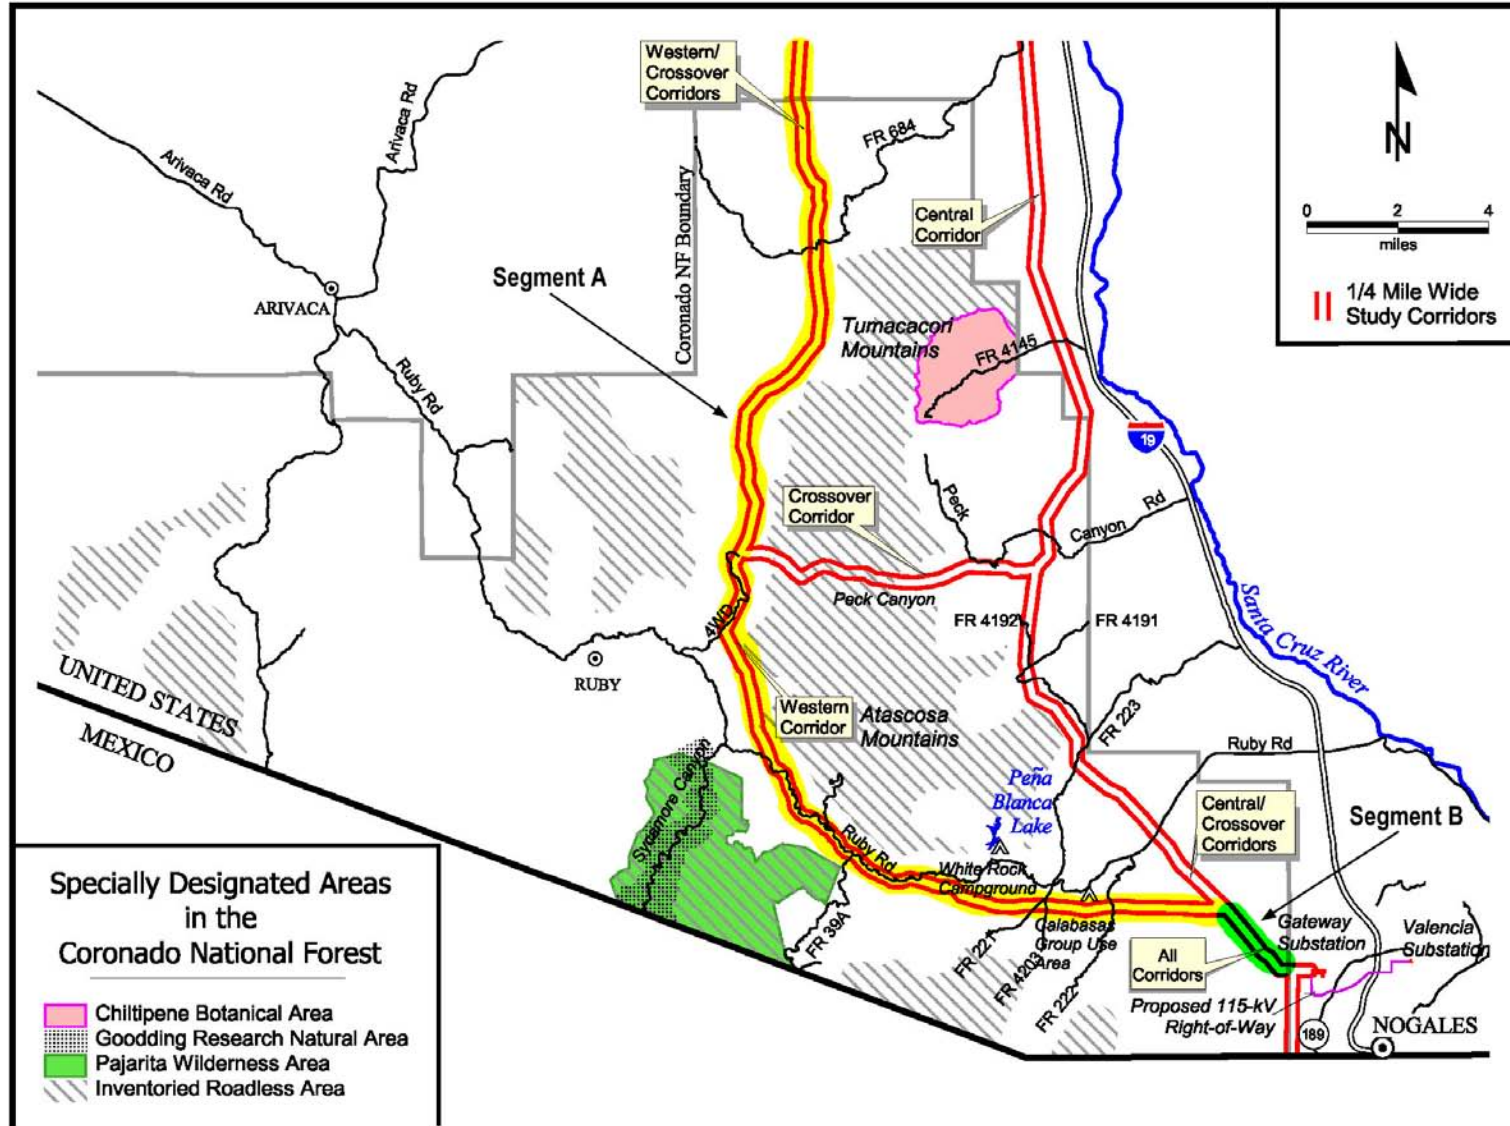 Western/
Crossover
Corridors
N
0 2 4
miles
1/4 Mile Wide
Study Corridors
Arivaca Rd
Arivaca Rd
FR 684
Coronado NF Boundary
Central
Corridor
Segment A
ARIVACA
Tumacacori
Mountains
FR 4145
Ruby Rd
19
Crossover
Corridor
Peck
Canyon
Rd
Peck Canyon
FR 4192
FR 4191
Santa Cruz River
4WD
RUBY
UNITED STATES
MEXICO
Western
Corridor
Atascosa
Mountains
FR 223
Ruby Rd
Sycamore Canyon
Peña
Blanca
Lake
Central/
Crossover
Corridors
Segment B
Ruby Rd
White Rock
Campground
Calabasas
Group Use
Area
FR 39A
FR 221
FR 4203
FR 222
All
Corridors
Gateway
Substation
Valencia
Substation
Proposed 115-kV
Right-of-Way
189
NOGALES
Specially Designated Areas
in the
Coronado National Forest
Chiltipene Botanical Area
Goodding Research Natural Area
Pajarita Wilderness Area
Inventoried Roadless Area